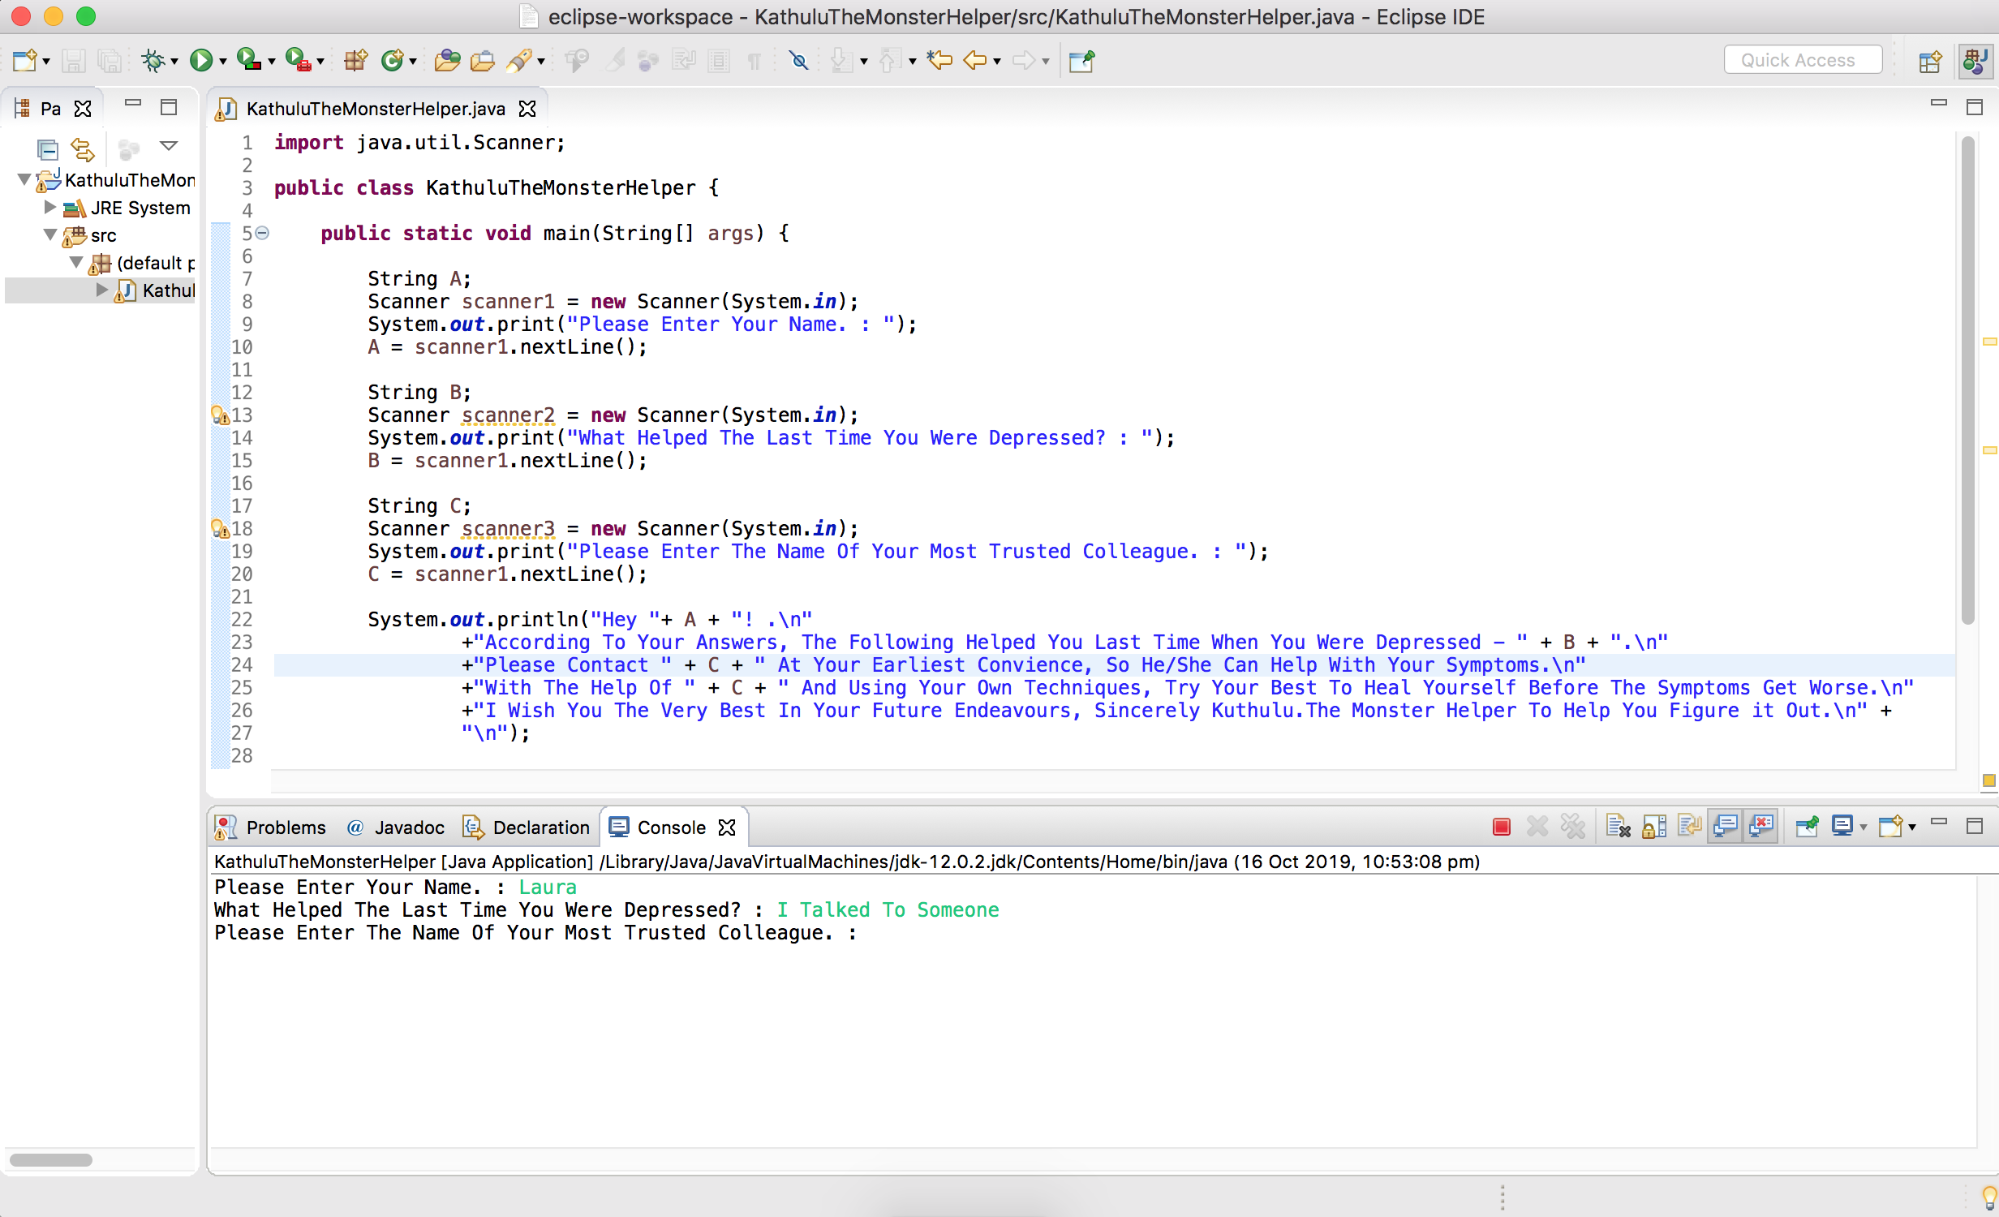 eclipse-workspace - KathuluTheMonsterHelper/src/KathuluTheMonsterHelper.java - Eclipse IDE
Quick Access
Pa
KathuluTheMonsterHelper.java
KathuluTheMon
JRE System
src
(default p
Kathul
1 import java.util.Scanner;
2
3 public class KathuluTheMonsterHelper {
4
5 public static void main(String[] args) {
6
7 String A;
8 Scanner scanner1 = new Scanner(System.in);
9 System.out.print("Please Enter Your Name. : ");
10 A = scanner1.nextLine();
11
12 String B;
13 Scanner scanner2 = new Scanner(System.in);
14 System.out.print("What Helped The Last Time You Were Depressed? : ");
15 B = scanner1.nextLine();
16
17 String C;
18 Scanner scanner3 = new Scanner(System.in);
19 System.out.print("Please Enter The Name Of Your Most Trusted Colleague. : ");
20 C = scanner1.nextLine();
21
22 System.out.println("Hey "+ A + "! .\n"
23 +"According To Your Answers, The Following Helped You Last Time When You Were Depressed – " + B + ".\n"
24 +"Please Contact " + C + " At Your Earliest Convience, So He/She Can Help With Your Symptoms.\n"
25 +"With The Help Of " + C + " And Using Your Own Techniques, Try Your Best To Heal Yourself Before The Symptoms Get Worse.\n"
26 +"I Wish You The Very Best In Your Future Endeavours, Sincerely Kuthulu.The Monster Helper To Help You Figure it Out.\n" +
27 "\n");
28
Problems @ Javadoc Declaration Console
KathuluTheMonsterHelper [Java Application] /Library/Java/JavaVirtualMachines/jdk-12.0.2.jdk/Contents/Home/bin/java (16 Oct 2019, 10:53:08 pm)
Please Enter Your Name. : Laura
What Helped The Last Time You Were Depressed? : I Talked To Someone
Please Enter The Name Of Your Most Trusted Colleague. :